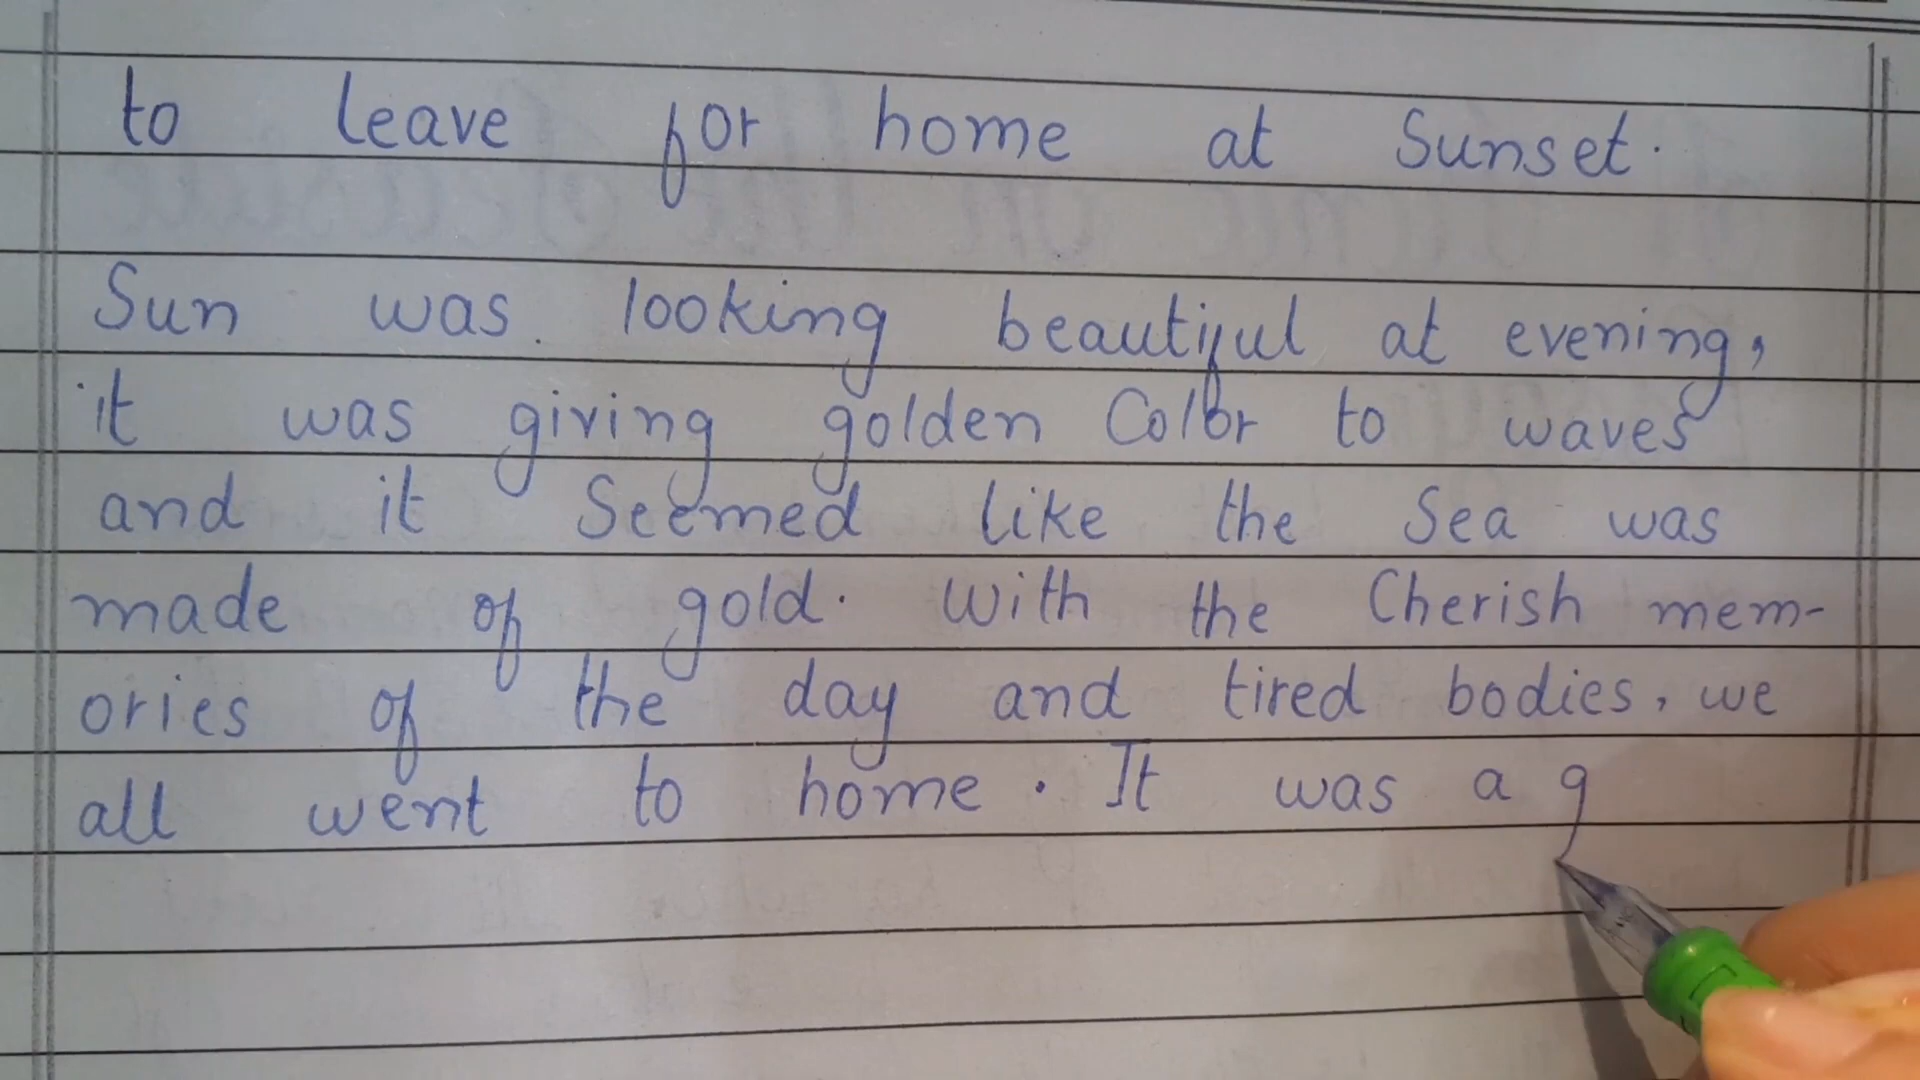 to leave for home at Sunset.
Sun was looking beautiful at evening,
it was giving golden Color to waves
and it Seemed like the Sea was
made of gold. With the Cherish mem-
ories of the day and tired bodies, we
all went to home. It was a g